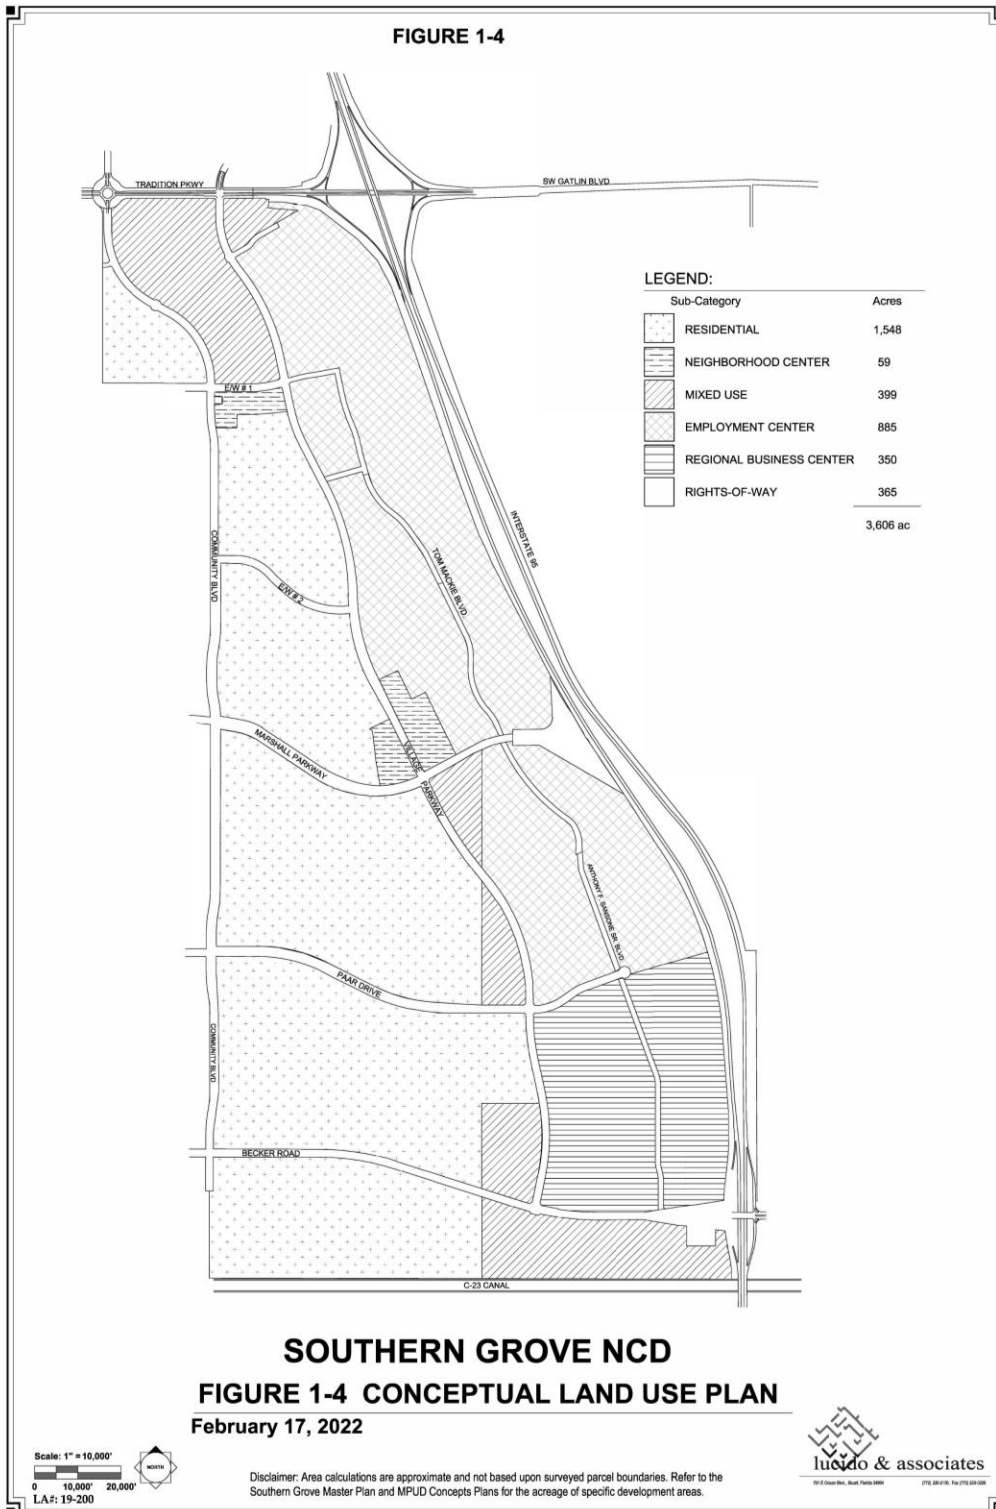 FIGURE 1-4
TRADITION PKWY
SW GATLIN BLVD
LEGEND:
Sub-Category Acres
RESIDENTIAL 1,548
NEIGHBORHOOD CENTER 59
MIXED USE 399
EMPLOYMENT CENTER 885
REGIONAL BUSINESS CENTER 350
RIGHTS-OF-WAY 365
3,606 ac
E/W # 1
INTERSTATE 95
COMMUNITY BLVD
TOM MACKIE BLVD.
E/W # 2
MARSHALL PARKWAY
VILLAGE
PARKWAY
ANTHONY F. SANSONE SR. BLVD.
PAAR DRIVE
COMMUNITY BLVD
BECKER ROAD
C-23 CANAL
SOUTHERN GROVE NCD
FIGURE 1-4 CONCEPTUAL LAND USE PLAN
February 17, 2022
Scale: 1" = 10,000'
0 10,000' 20,000'
LA#: 19-200
NORTH
Disclaimer: Area calculations are approximate and not based upon surveyed parcel boundaries. Refer to the
Southern Grove Master Plan and MPUD Concepts Plans for the acreage of specific development areas.
lucido & associates